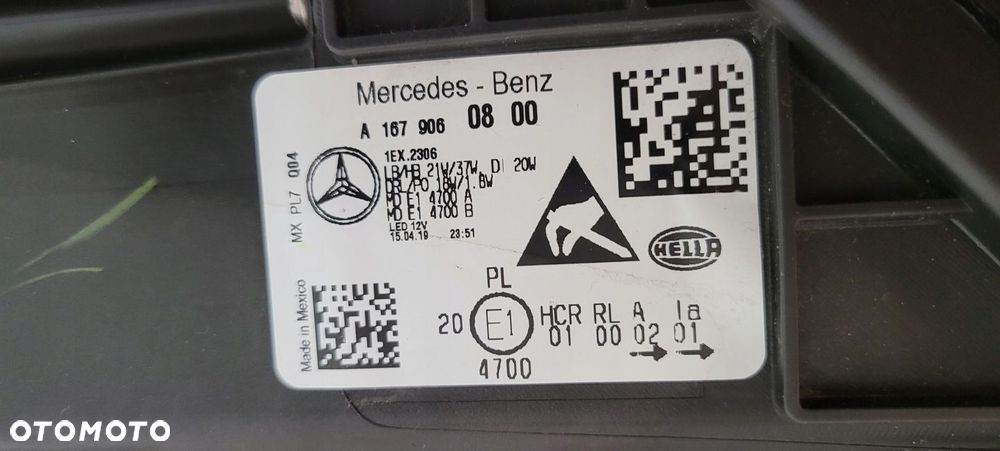 Mercedes - Benz
A 167 906 08 00
1EX.2306
LB/HB 21W/37W, DI 20W
DRL/PO 18W/1.8W
MD E1 4700 A
MD E1 4700 B
LED 12V
15.04.19 23:51
MX PL7 004
HELLA
Made in Mexico
PL
20 E1 HCR RL A Ia
01 00 02 01
4700
OTOMOTO